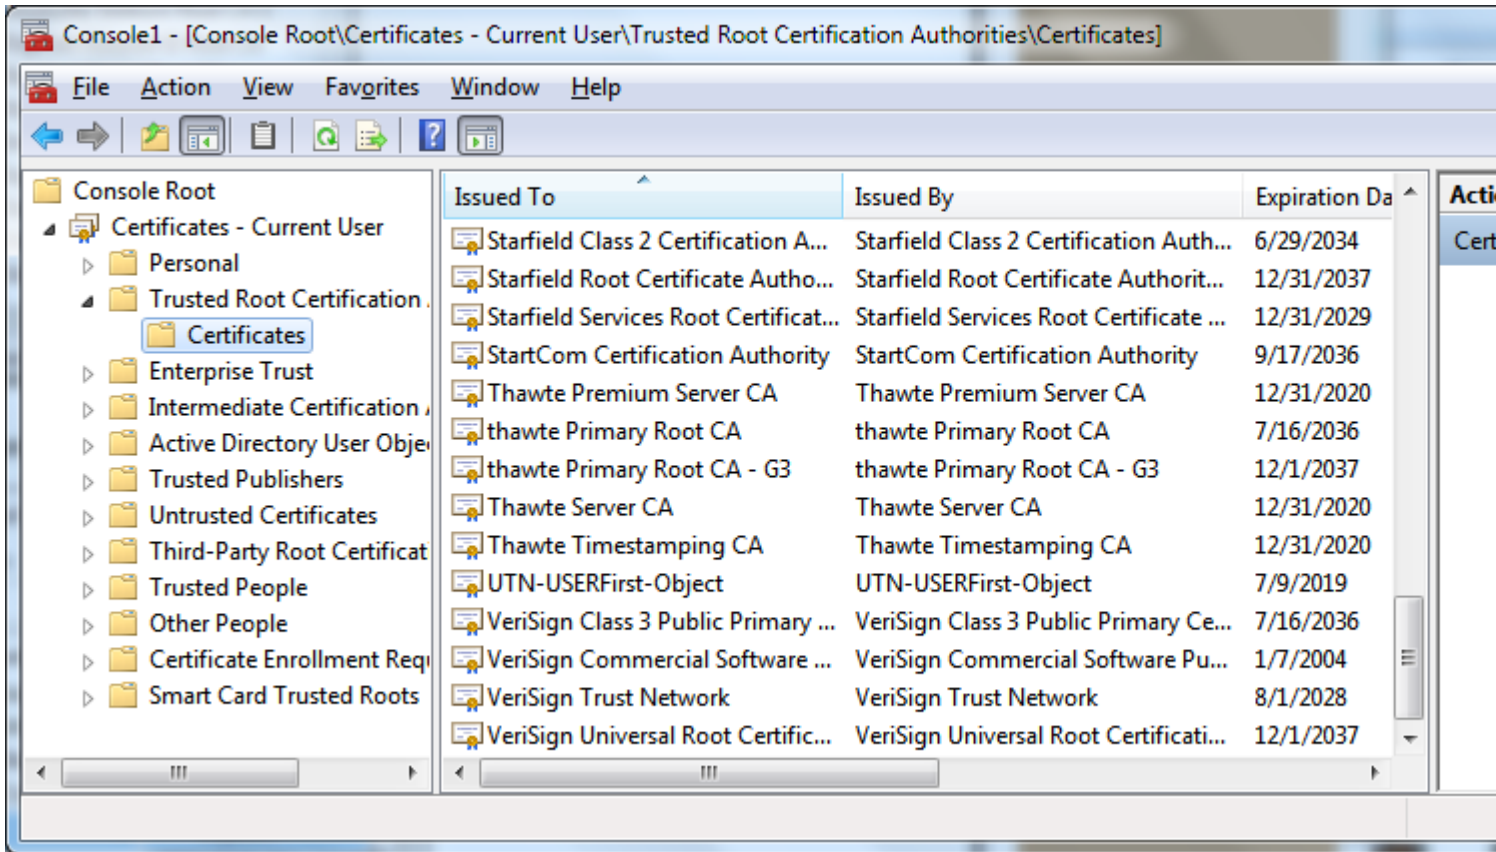 Console1 - [Console Root\Certificates - Current User\Trusted Root Certification Authorities\Certificates]
File Action View Favorites Window Help
Console Root
Certificates - Current User
Personal
Trusted Root Certification
Certificates
Enterprise Trust
Intermediate Certification
Active Directory User Obje
Trusted Publishers
Untrusted Certificates
Third-Party Root Certificat
Trusted People
Other People
Certificate Enrollment Requ
Smart Card Trusted Roots
Issued To Issued By Expiration Da
Starfield Class 2 Certification A... Starfield Class 2 Certification Auth... 6/29/2034
Starfield Root Certificate Autho... Starfield Root Certificate Authorit... 12/31/2037
Starfield Services Root Certificat... Starfield Services Root Certificate ... 12/31/2029
StartCom Certification Authority StartCom Certification Authority 9/17/2036
Thawte Premium Server CA Thawte Premium Server CA 12/31/2020
thawte Primary Root CA thawte Primary Root CA 7/16/2036
thawte Primary Root CA - G3 thawte Primary Root CA - G3 12/1/2037
Thawte Server CA Thawte Server CA 12/31/2020
Thawte Timestamping CA Thawte Timestamping CA 12/31/2020
UTN-USERFirst-Object UTN-USERFirst-Object 7/9/2019
VeriSign Class 3 Public Primary ... VeriSign Class 3 Public Primary Ce... 7/16/2036
VeriSign Commercial Software ... VeriSign Commercial Software Pu... 1/7/2004
VeriSign Trust Network VeriSign Trust Network 8/1/2028
VeriSign Universal Root Certific... VeriSign Universal Root Certificati... 12/1/2037
Acti
Cert